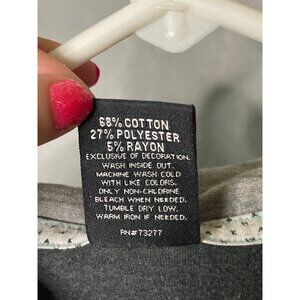 68% COTTON
27% POLYESTER
5% RAYON
EXCLUSIVE OF DECORATION.
WASH INSIDE OUT.
MACHINE WASH COLD
WITH LIKE COLORS.
ONLY NON-CHLORINE
BLEACH WHEN NEEDED.
TUMBLE DRY LOW.
WARM IRON IF NEEDED.
RN#73277